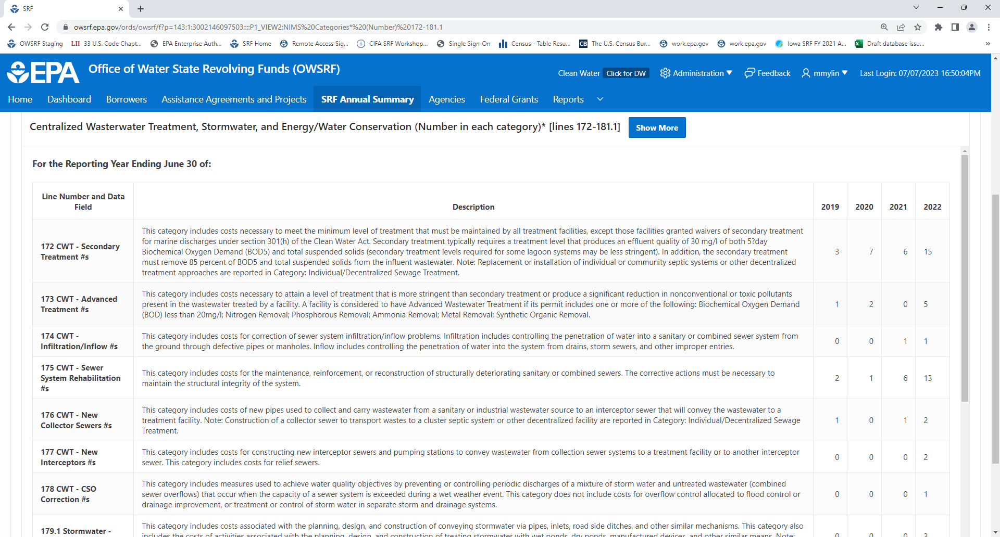 SRF
owsrf.epa.gov/ords/owsrf/f?p=143:1:3002146097503::::P1_VIEW2:NIMS%20Categories*%20(Number)%20172-181.1
OWSRF Staging LII 33 U.S. Code Chapt... EPA Enterprise Auth... SRF Home Remote Access Sig... CIFA SRF Workshop... Single Sign-On Census - Table Resu... CB The U.S. Census Bur... work.epa.gov work.epa.gov Iowa SRF FY 2021 A... Draft database issu... »
EPA Office of Water State Revolving Funds (OWSRF)
Clean Water Click for DW Administration Feedback mmylin Last Login: 07/07/2023 16:50:04PM
Home Dashboard Borrowers Assistance Agreements and Projects SRF Annual Summary Agencies Federal Grants Reports
Centralized Wasterwater Treatment, Stormwater, and Energy/Water Conservation (Number in each category)* [lines 172-181.1] Show More
For the Reporting Year Ending June 30 of:
Line Number and Data
Field
Description 2019 2020 2021 2022
172 CWT - Secondary
Treatment #s
This category includes costs necessary to meet the minimum level of treatment that must be maintained by all treatment facilities, except those facilities granted waivers of secondary treatment
for marine discharges under section 301(h) of the Clean Water Act. Secondary treatment typically requires a treatment level that produces an effluent quality of 30 mg/l of both 5?day
Biochemical Oxygen Demand (BOD5) and total suspended solids (secondary treatment levels required for some lagoon systems may be less stringent). In addition, the secondary treatment
must remove 85 percent of BOD5 and total suspended solids from the influent wastewater. Note: Replacement or installation of individual or community septic systems or other decentralized
treatment approaches are reported in Category: Individual/Decentralized Sewage Treatment.
3 7 6 15
173 CWT - Advanced
Treatment #s
This category includes costs necessary to attain a level of treatment that is more stringent than secondary treatment or produce a significant reduction in nonconventional or toxic pollutants
present in the wastewater treated by a facility. A facility is considered to have Advanced Wastewater Treatment if its permit includes one or more of the following: Biochemical Oxygen Demand
(BOD) less than 20mg/l; Nitrogen Removal; Phosphorous Removal; Ammonia Removal; Metal Removal; Synthetic Organic Removal.
1 2 0 5
174 CWT -
Infiltration/Inflow #s
This category includes costs for correction of sewer system infiltration/inflow problems. Infiltration includes controlling the penetration of water into a sanitary or combined sewer system from
the ground through defective pipes or manholes. Inflow includes controlling the penetration of water into the system from drains, storm sewers, and other improper entries.
0 0 1 1
175 CWT - Sewer
System Rehabilitation
#s
This category includes costs for the maintenance, reinforcement, or reconstruction of structurally deteriorating sanitary or combined sewers. The corrective actions must be necessary to
maintain the structural integrity of the system.
2 1 6 13
176 CWT - New
Collector Sewers #s
This category includes costs of new pipes used to collect and carry wastewater from a sanitary or industrial wastewater source to an interceptor sewer that will convey the wastewater to a
treatment facility. Note: Construction of a collector sewer to transport wastes to a cluster septic system or other decentralized facility are reported in Category: Individual/Decentralized Sewage
Treatment.
1 0 1 2
177 CWT - New
Interceptors #s
This category includes costs for constructing new interceptor sewers and pumping stations to convey wastewater from collection sewer systems to a treatment facility or to another interceptor
sewer. This category includes costs for relief sewers.
0 0 0 2
178 CWT - CSO
Correction #s
This category includes measures used to achieve water quality objectives by preventing or controlling periodic discharges of a mixture of storm water and untreated wastewater (combined
sewer overflows) that occur when the capacity of a sewer system is exceeded during a wet weather event. This category does not include costs for overflow control allocated to flood control or
drainage improvement, or treatment or control of storm water in separate storm and drainage systems.
0 0 0 1
179.1 Stormwater -
This category includes costs associated with the planning, design, and construction of conveying stormwater via pipes, inlets, road side ditches, and other similar mechanisms. This category also
includes the costs of activities associated with the planning, design, and construction of treating stormwater with wet ponds, dry ponds, manufactured devices, and other similar means. Note:
0 0 0 3